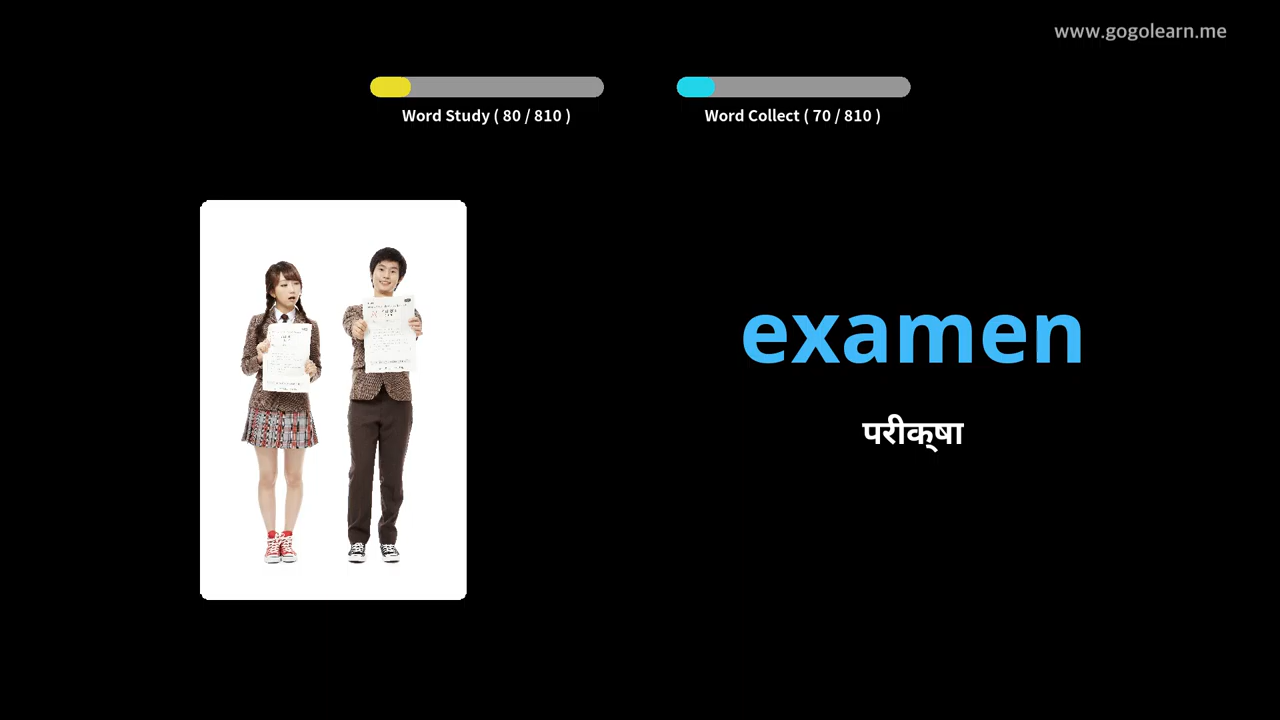 www.gogolearn.me
Word Study ( 80 / 810 )
Word Collect ( 70 / 810 )
examen
परीक्षा